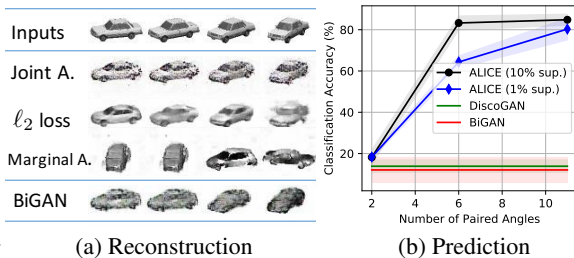 Inputs
Joint A.
ℓ₂ loss
Marginal A.
BiGAN
(a) Reconstruction
Classification Accuracy (%)
80
60
40
20
ALICE (10% sup.)
ALICE (1% sup.)
DiscoGAN
BiGAN
2 4 6 8 10
Number of Paired Angles
(b) Prediction